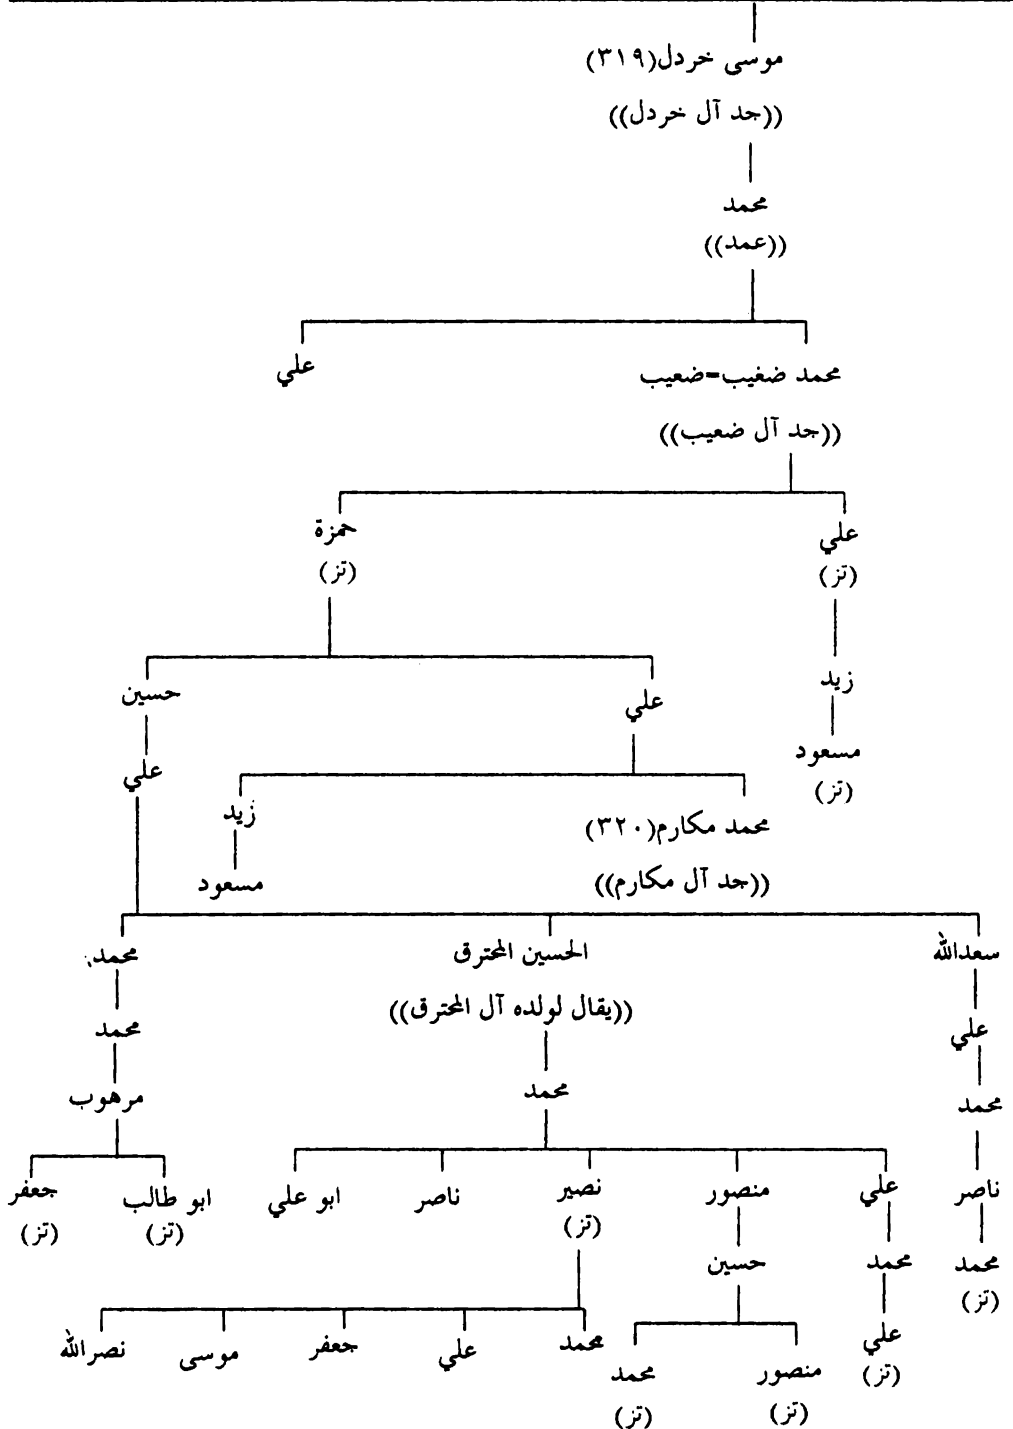 موسى خردل(٣١٩)
((جد آل خردل))
محمد
((عمد))
محمد ضغيب=ضعيب
علي
((جد آل ضعيب))
علي
حمزة
(تز)
(تز)
زيد
علي
حسين
مسعود
(تز)
علي
محمد مكارم(٣٢٠)
زيد
((جد آل مكارم))
مسعود
سعدالله
الحسين المحترق
محمد
((يقال لولده آل المحترق))
علي
محمد
محمد
محمد
مرهوب
ناصر
علي
منصور
نصير
ناصر
ابو علي
ابو طالب
جعفر
(تز)
(تز)
(تز)
محمد
محمد
حسين
(تز)
علي
محمد
علي
جعفر
موسى
نصرالله
(تز)
منصور
محمد
(تز)
(تز)